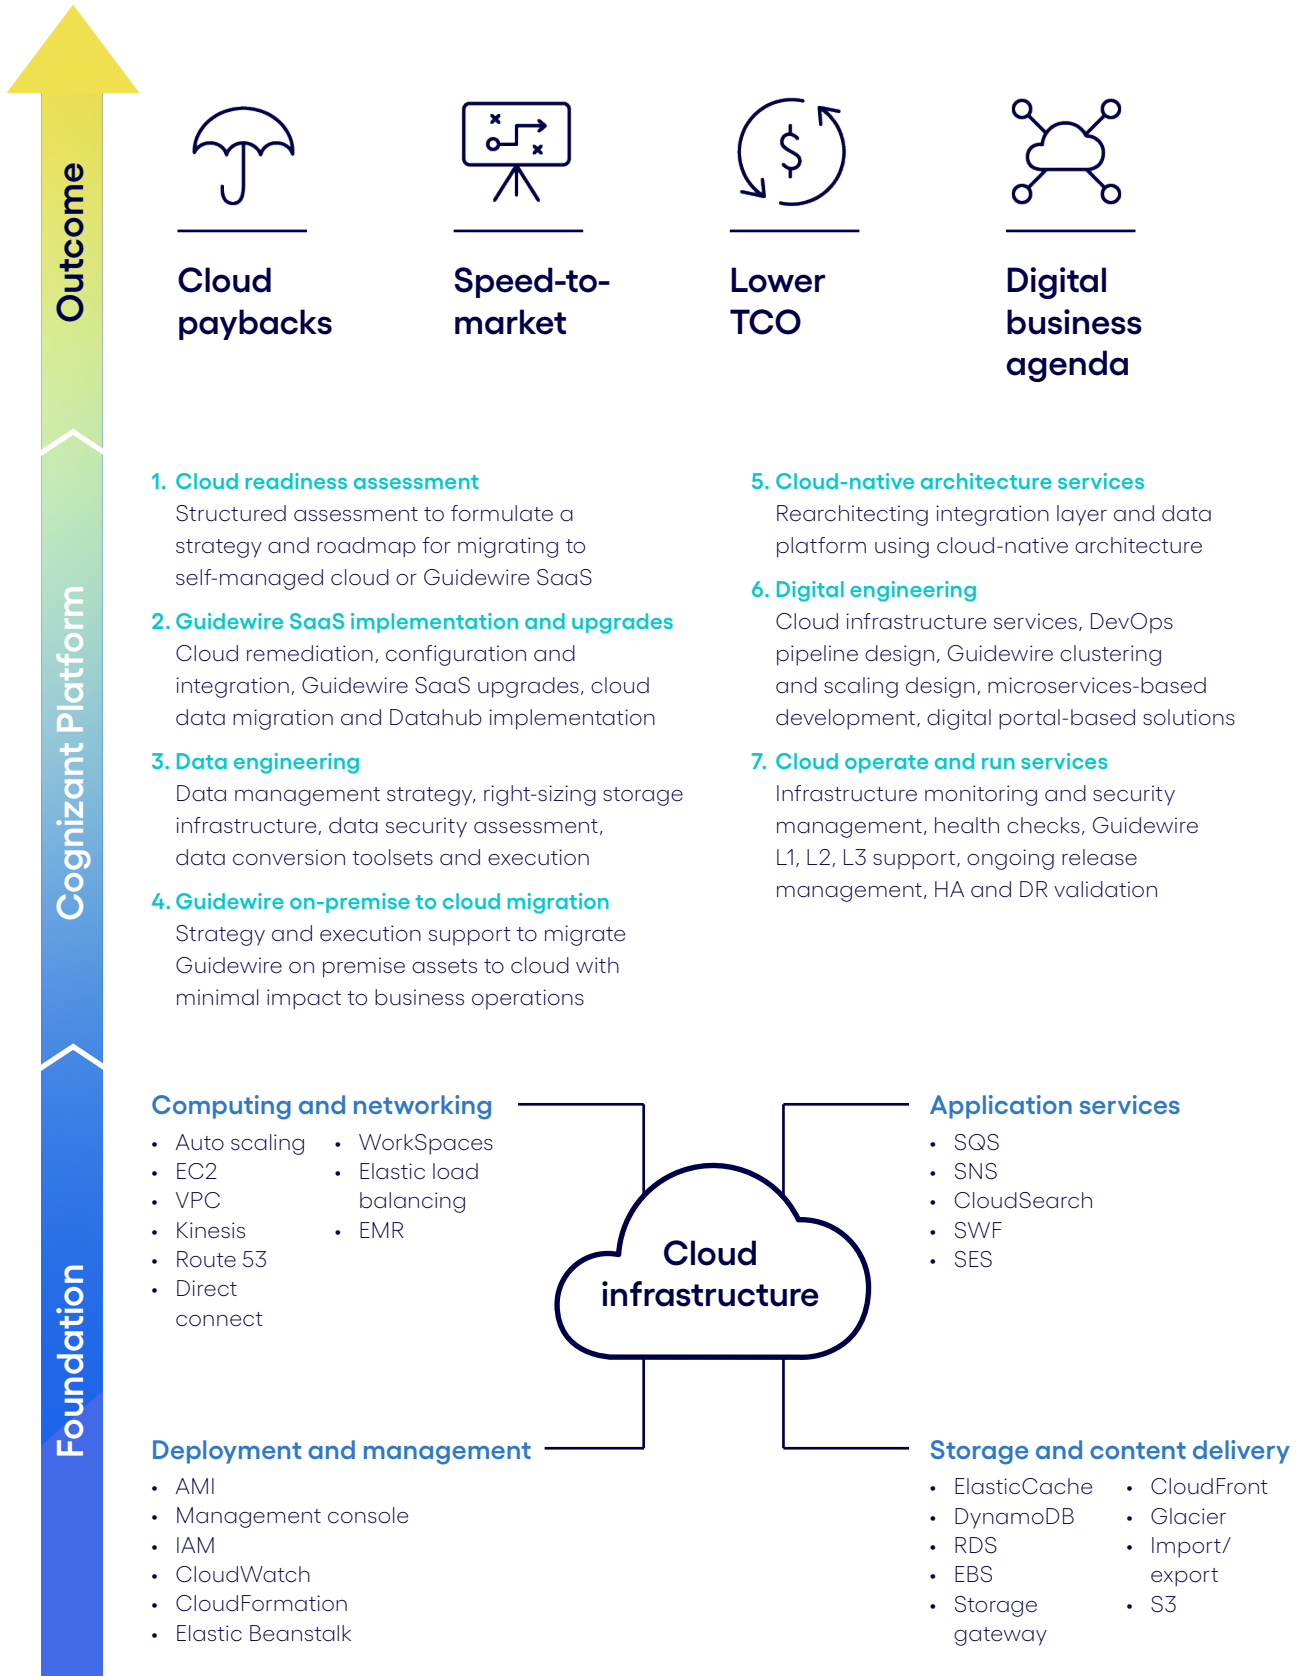 Outcome
Cloud
paybacks
Speed-to-
market
Lower
TCO
Digital
business
agenda
Cognizant Platform
1. Cloud readiness assessment
Structured assessment to formulate a
strategy and roadmap for migrating to
self-managed cloud or Guidewire SaaS
2. Guidewire SaaS implementation and upgrades
Cloud remediation, configuration and
integration, Guidewire SaaS upgrades, cloud
data migration and Datahub implementation
3. Data engineering
Data management strategy, right-sizing storage
infrastructure, data security assessment,
data conversion toolsets and execution
4. Guidewire on-premise to cloud migration
Strategy and execution support to migrate
Guidewire on premise assets to cloud with
minimal impact to business operations
5. Cloud-native architecture services
Rearchitecting integration layer and data
platform using cloud-native architecture
6. Digital engineering
Cloud infrastructure services, DevOps
pipeline design, Guidewire clustering
and scaling design, microservices-based
development, digital portal-based solutions
7. Cloud operate and run services
Infrastructure monitoring and security
management, health checks, Guidewire
L1, L2, L3 support, ongoing release
management, HA and DR validation
Foundation
Computing and networking
• Auto scaling
• EC2
• VPC
• Kinesis
• Route 53
• Direct
connect
• WorkSpaces
• Elastic load
balancing
• EMR
Application services
• SQS
• SNS
• CloudSearch
• SWF
• SES
Cloud
infrastructure
Deployment and management
• AMI
• Management console
• IAM
• CloudWatch
• CloudFormation
• Elastic Beanstalk
Storage and content delivery
• ElasticCache
• DynamoDB
• RDS
• EBS
• Storage
gateway
• CloudFront
• Glacier
• Import/
export
• S3